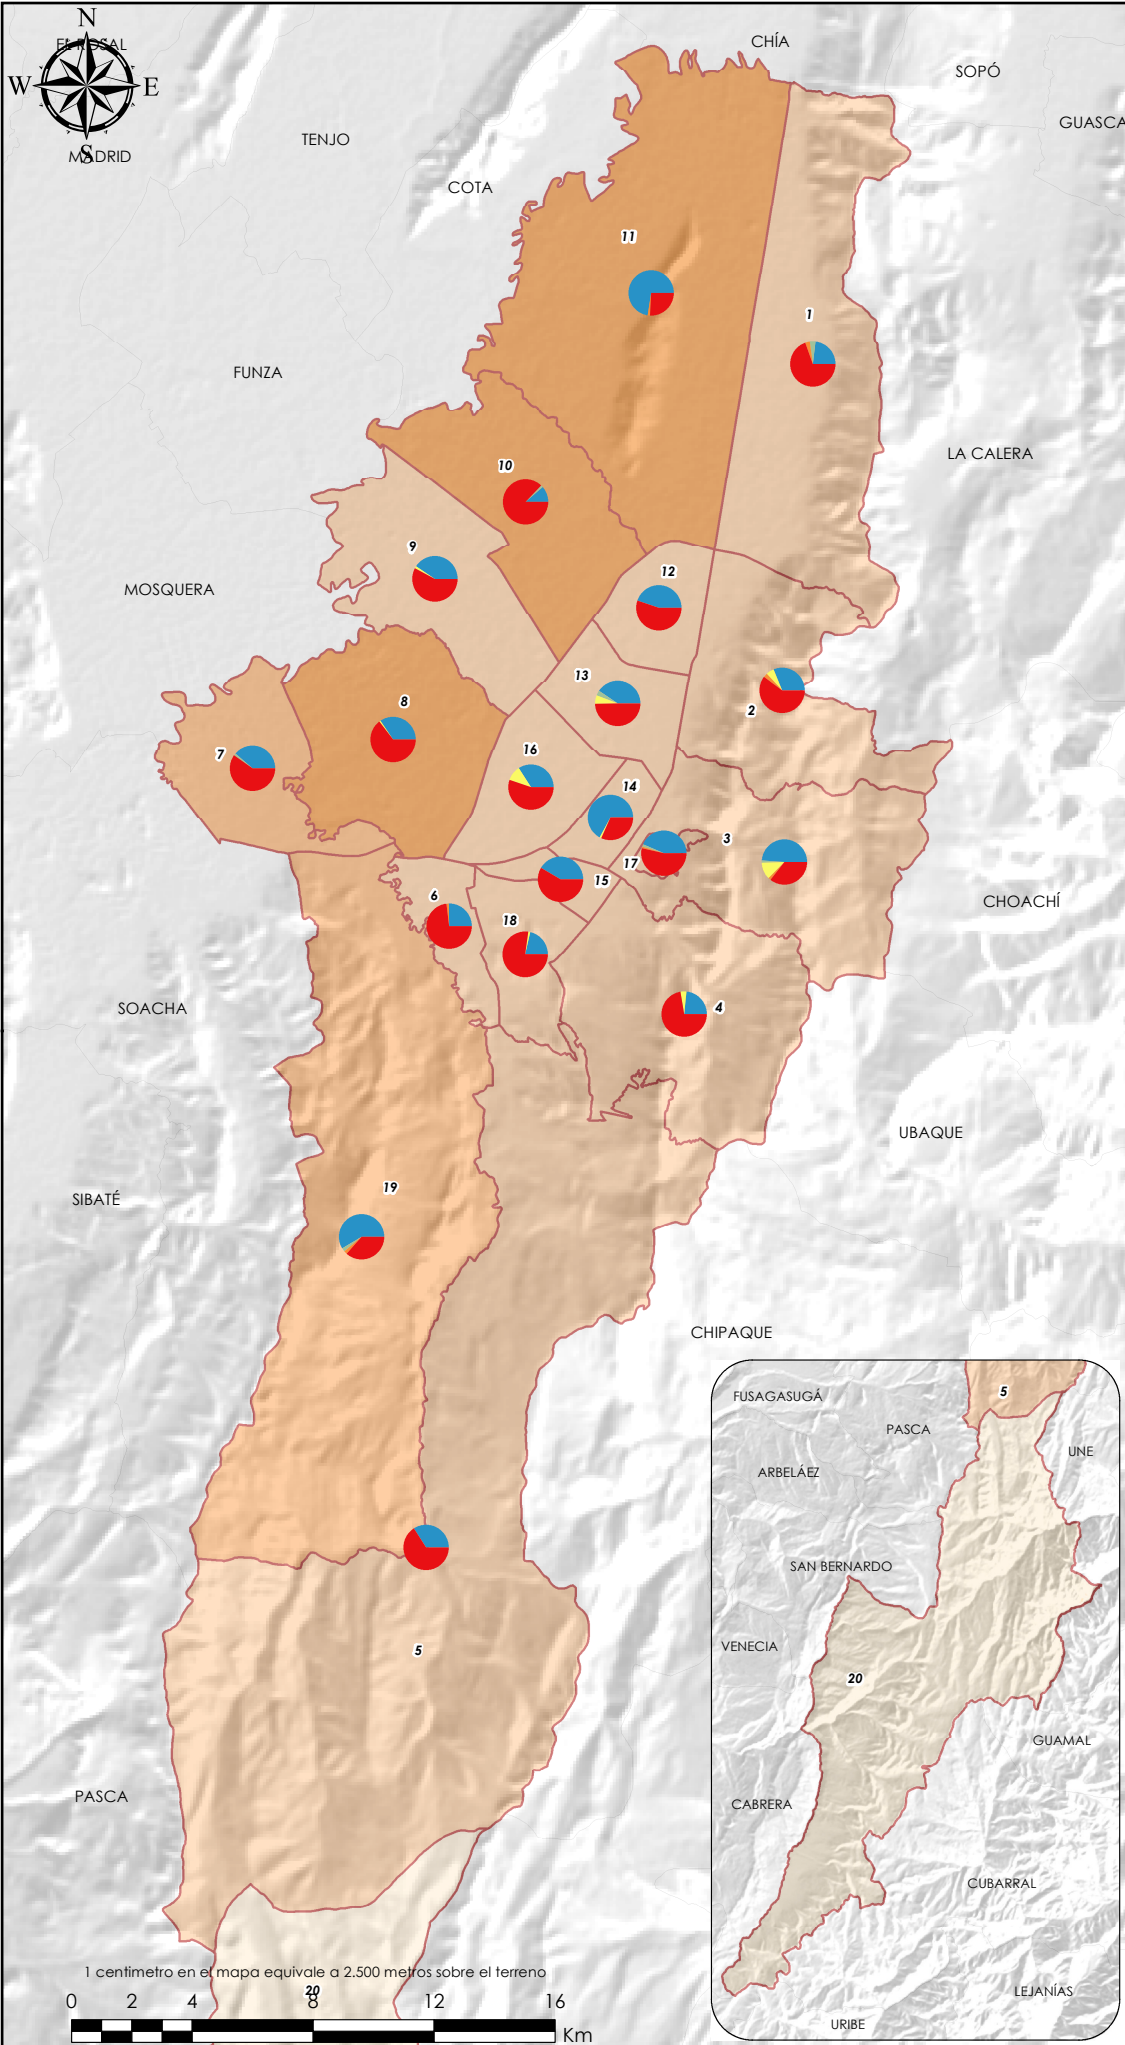 N
EL ROSAL
W
E
S
MADRID
CHÍA
SOPÓ
GUASCA
TENJO
COTA
11
1
FUNZA
LA CALERA
10
9
12
MOSQUERA
13
2
8
7
16
14
3
17
15
CHOACHÍ
6
18
SOACHA
4
UBAQUE
SIBATÉ
19
CHIPAQUE
5
PASCA
1 centimetro en el mapa equivale a 2.500 metros sobre el terreno
20
0 2 4 8 12 16
Km
5
FUSAGASUGÁ
PASCA
UNE
ARBELÁEZ
SAN BERNARDO
VENECIA
20
GUAMAL
CABRERA
CUBARRAL
LEJANÍAS
URIBE